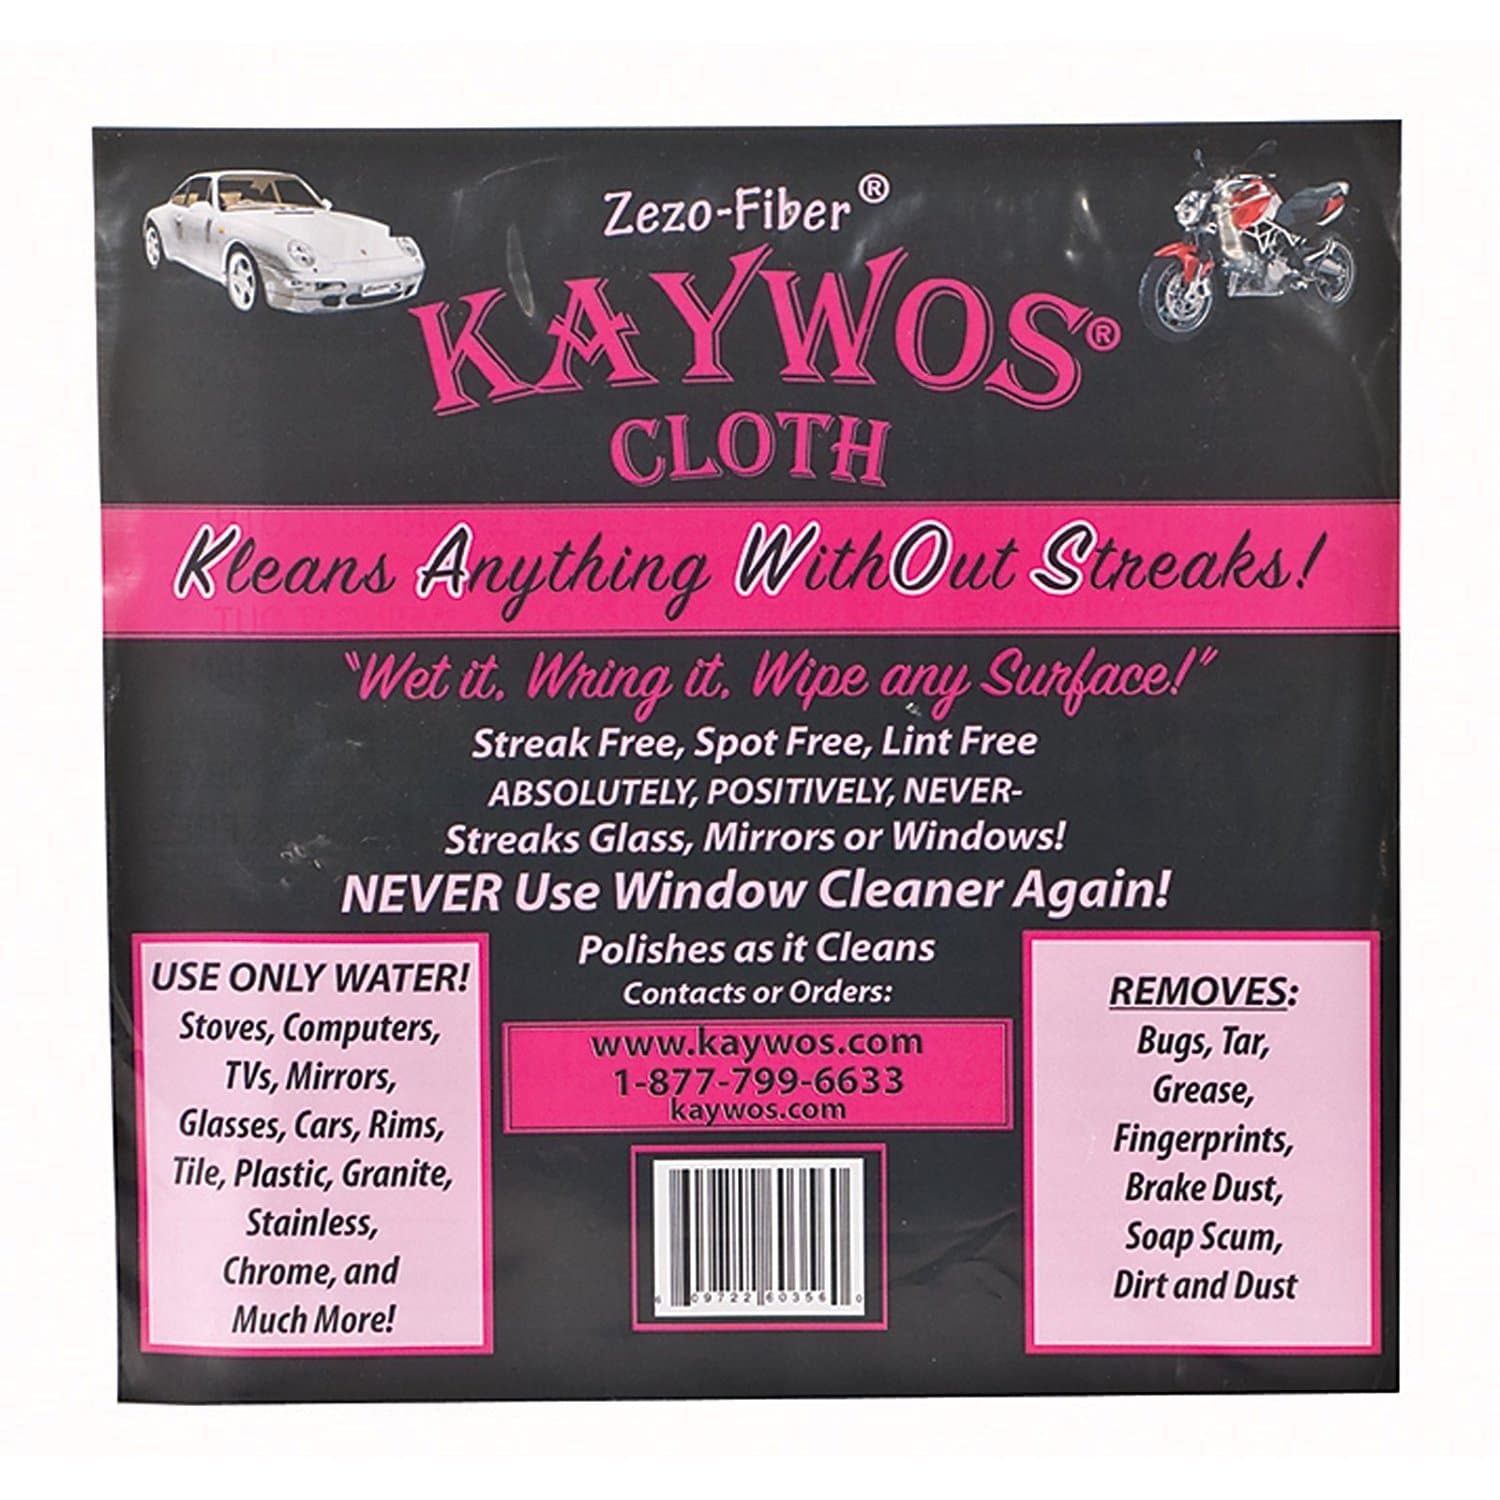 Zezo-Fiber®
KAYWOS®
CLOTH
Kleans Anything WithOut Streaks!
"Wet it, Wring it, Wipe any Surface!"
Streak Free, Spot Free, Lint Free
ABSOLUTELY, POSITIVELY, NEVER-
Streaks Glass, Mirrors or Windows!
NEVER Use Window Cleaner Again!
Polishes as it Cleans
Contacts or Orders:
www.kaywos.com
1-877-799-6633
kaywos.com
6 09722 60356 0
USE ONLY WATER!
Stoves, Computers,
TVs, Mirrors,
Glasses, Cars, Rims,
Tile, Plastic, Granite,
Stainless,
Chrome, and
Much More!
REMOVES:
Bugs, Tar,
Grease,
Fingerprints,
Brake Dust,
Soap Scum,
Dirt and Dust